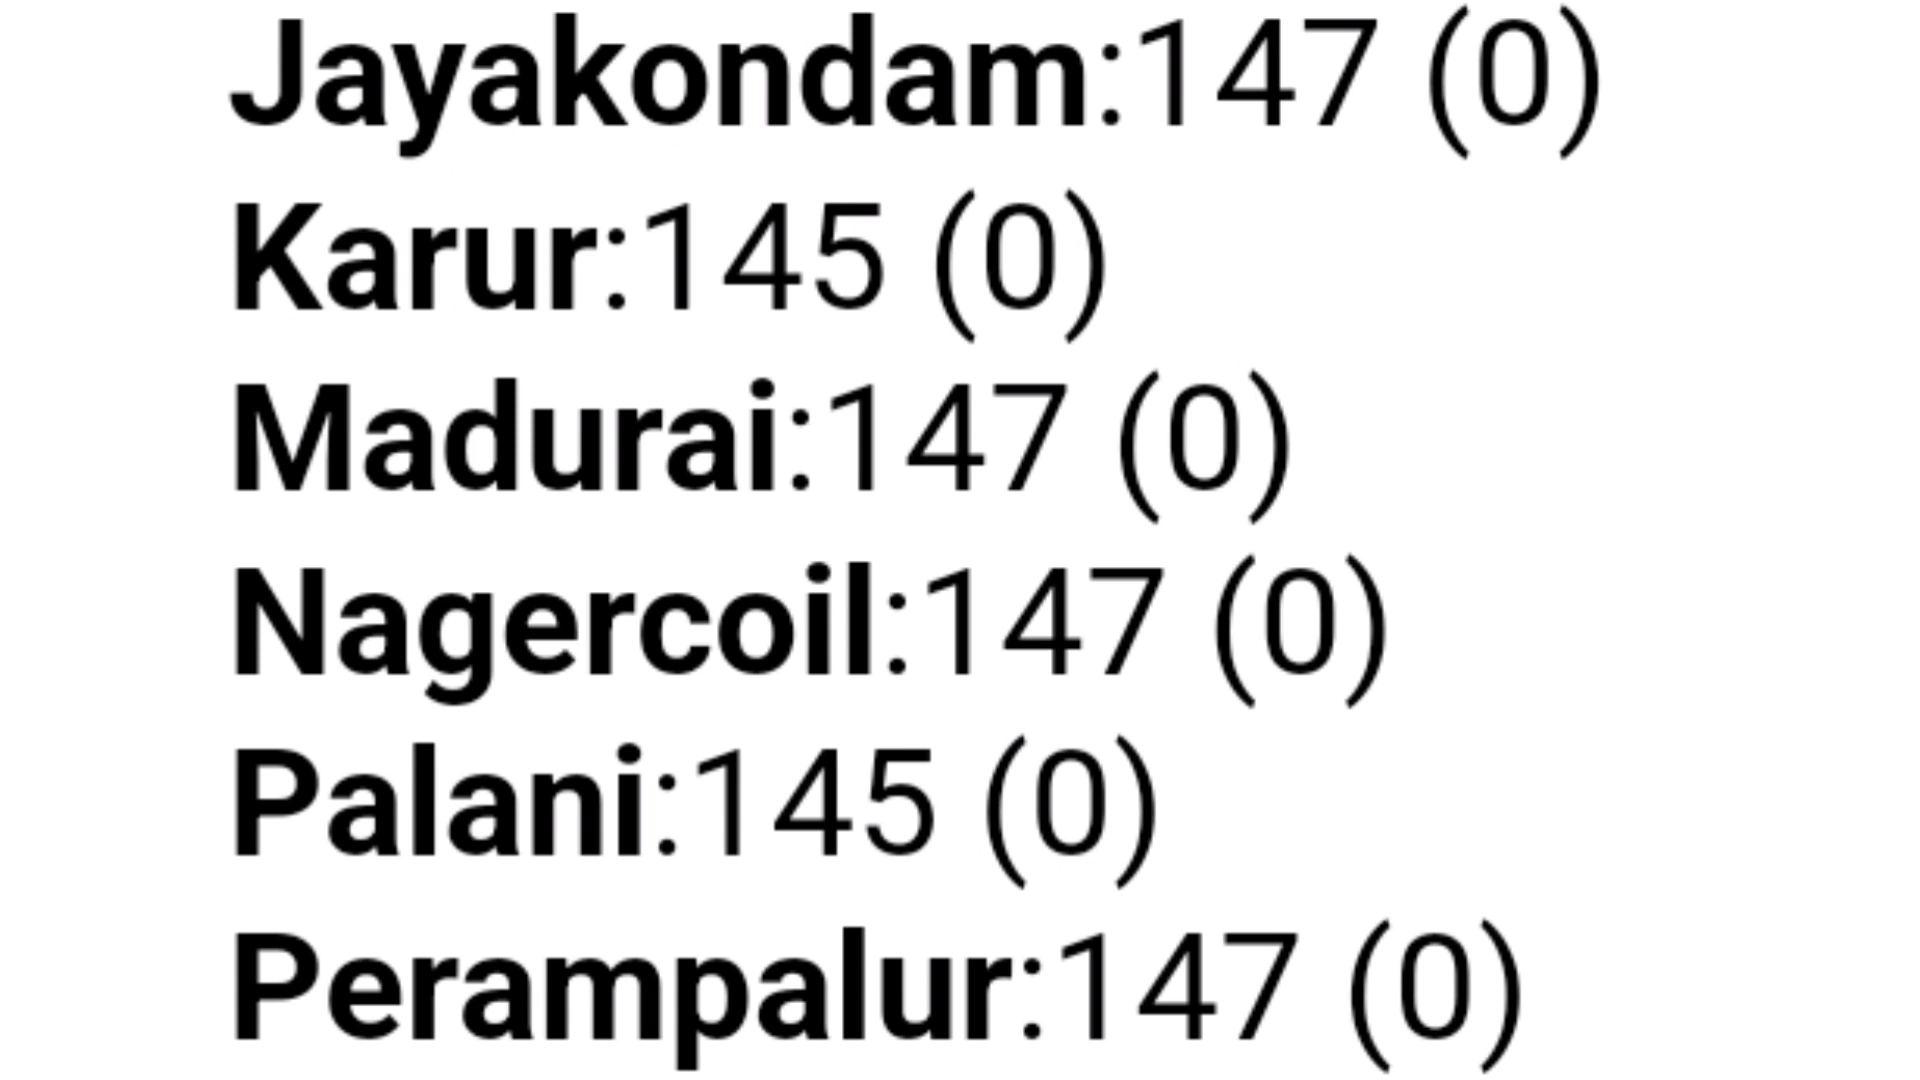 Jayakondam:147 (0)
Karur:145 (0)
Madurai:147 (0)
Nagercoil:147 (0)
Palani:145 (0)
Perampalur:147 (0)